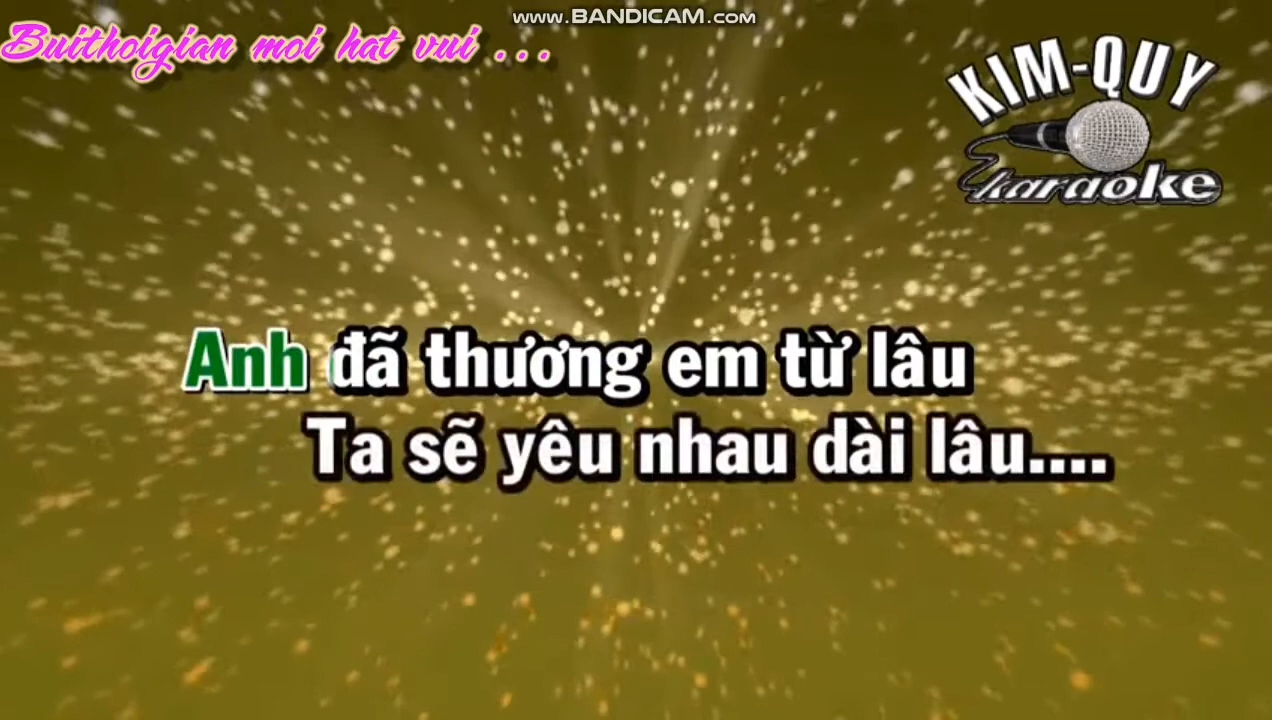 www.BANDICAM.com
Buithoigian moi hat vui ...
KIM-QUY
karaoke
Anh đã thương em từ lâu
Ta sẽ yêu nhau dài lâu....